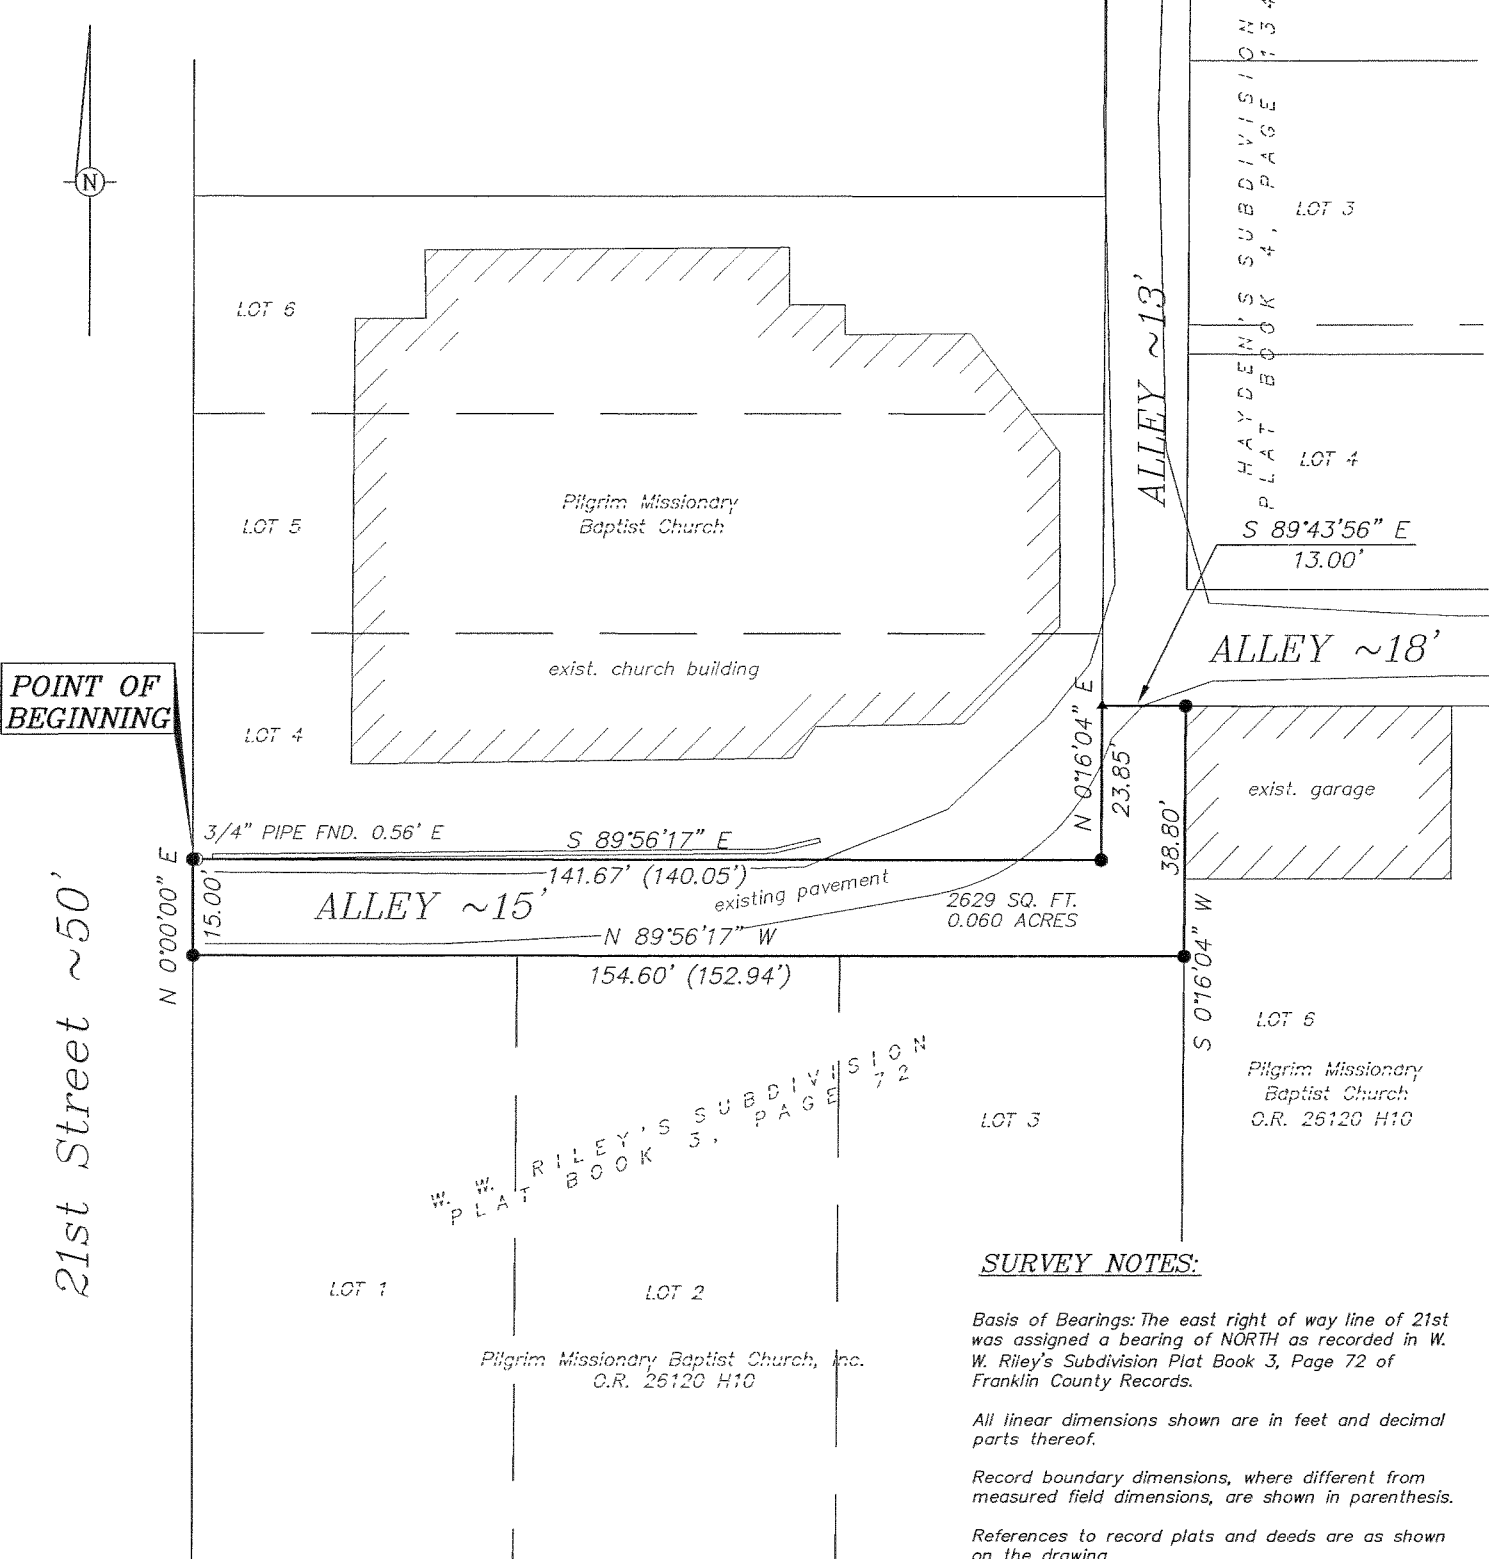 HAYDEN'S SUBDIVISION
PLAT BOOK 4, PAGE 134
N
LOT 3
LOT 6
ALLEY ~13'
LOT 4
Pilgrim Missionary
Baptist Church
LOT 5
S 89°43'56" E
13.00'
ALLEY ~18'
exist. church building
POINT OF
BEGINNING
LOT 4
N 0°16'04" E
23.85'
exist. garage
38.80'
3/4" PIPE FND. 0.56' E
S 89°56'17" E
141.67' (140.05')
N 0°00'00" E
15.00'
ALLEY ~15'
existing pavement
2629 SQ. FT.
0.060 ACRES
N 89°56'17" W
154.60' (152.94')
S 0°16'04" W
21st Street ~50'
LOT 6
Pilgrim Missionary
Baptist Church
O.R. 26120 H10
W. W. RILEY'S SUBDIVISION
PLAT BOOK 3, PAGE 72
LOT 3
LOT 1
LOT 2
Pilgrim Missionary Baptist Church, Inc.
O.R. 26120 H10
SURVEY NOTES:
Basis of Bearings: The east right of way line of 21st
was assigned a bearing of NORTH as recorded in W.
W. Riley's Subdivision Plat Book 3, Page 72 of
Franklin County Records.
All linear dimensions shown are in feet and decimal
parts thereof.
Record boundary dimensions, where different from
measured field dimensions, are shown in parenthesis.
References to record plats and deeds are as shown
on the drawing